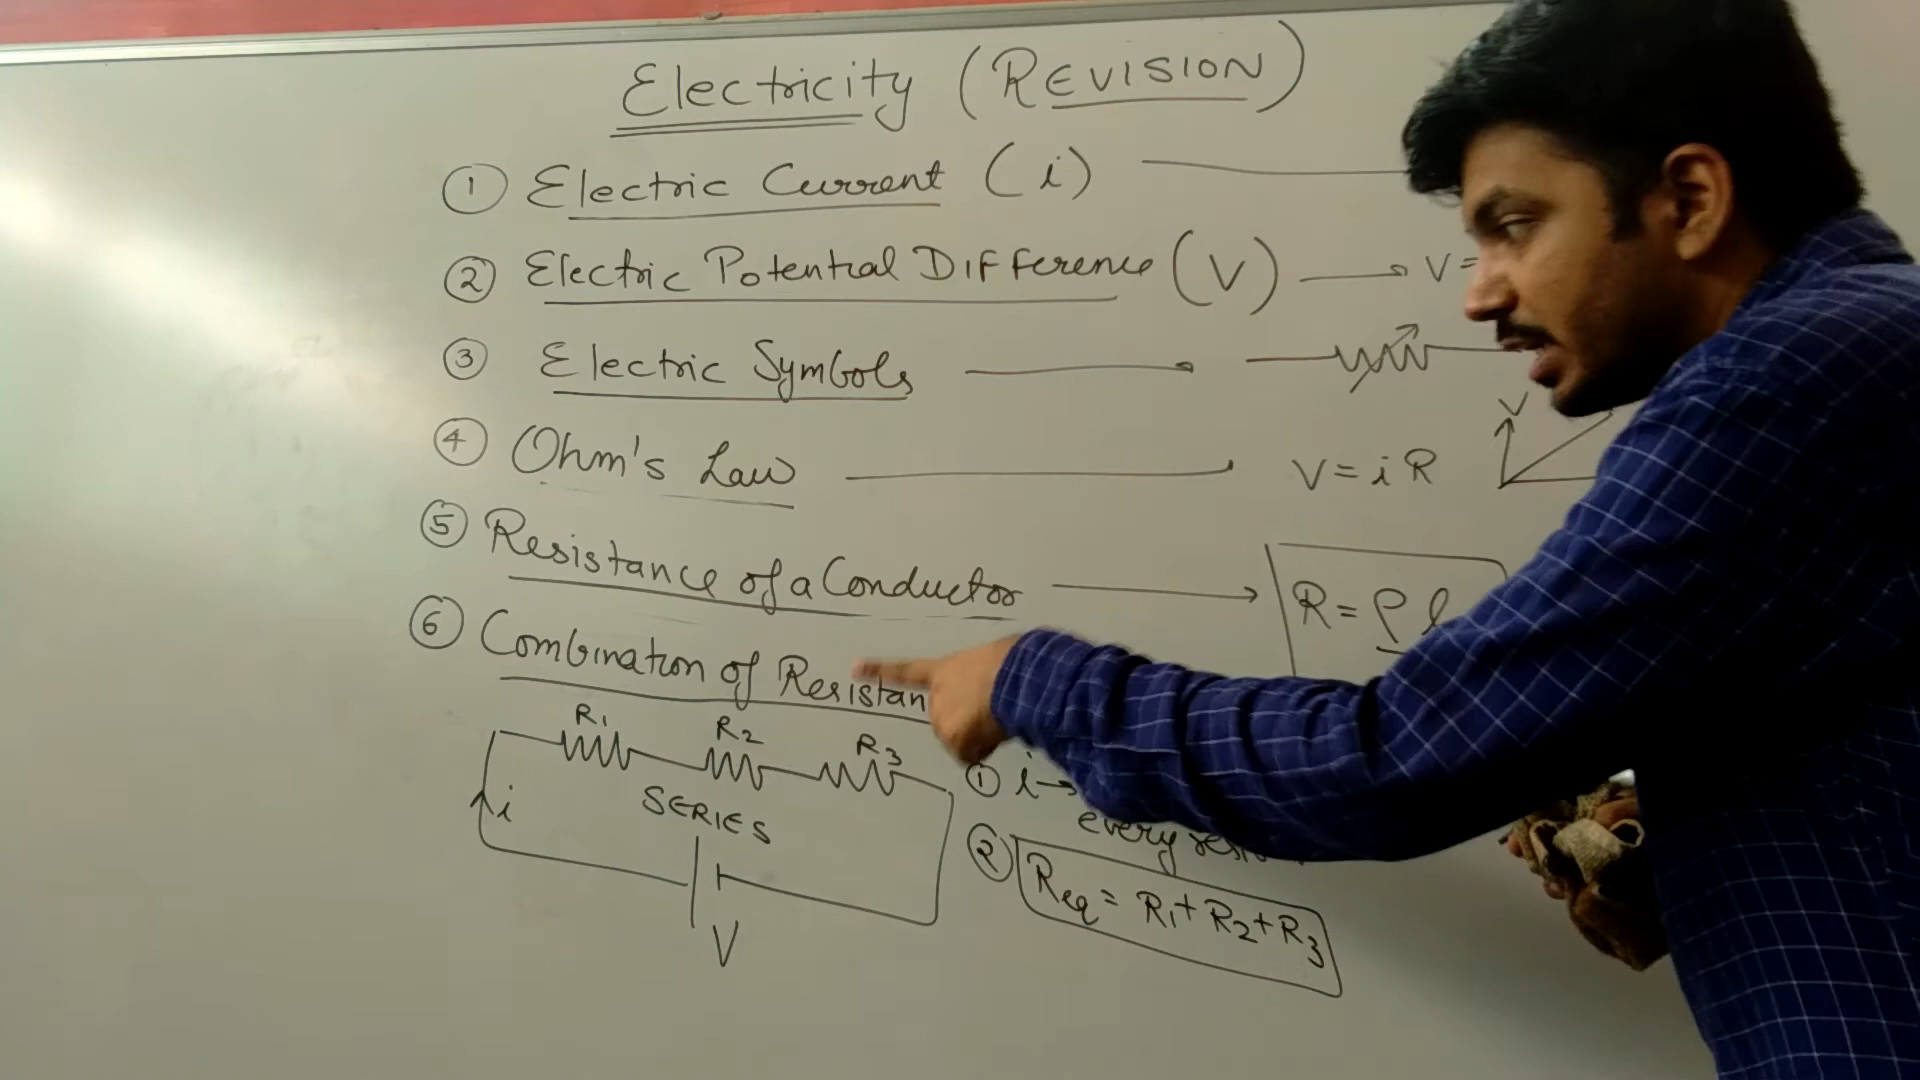 Electricity (REVISION)
① Electric Current (i)
② Electric Potential Difference (V) → V =
③ Electric Symbols
④ Ohm's Law V = i R
V
⑤ Resistance of a Conductor → R = ρ l
⑥ Combination of Resistan
R1 R2 R3
i SERIES
V
① i →
every
② Req = R1 + R2 + R3